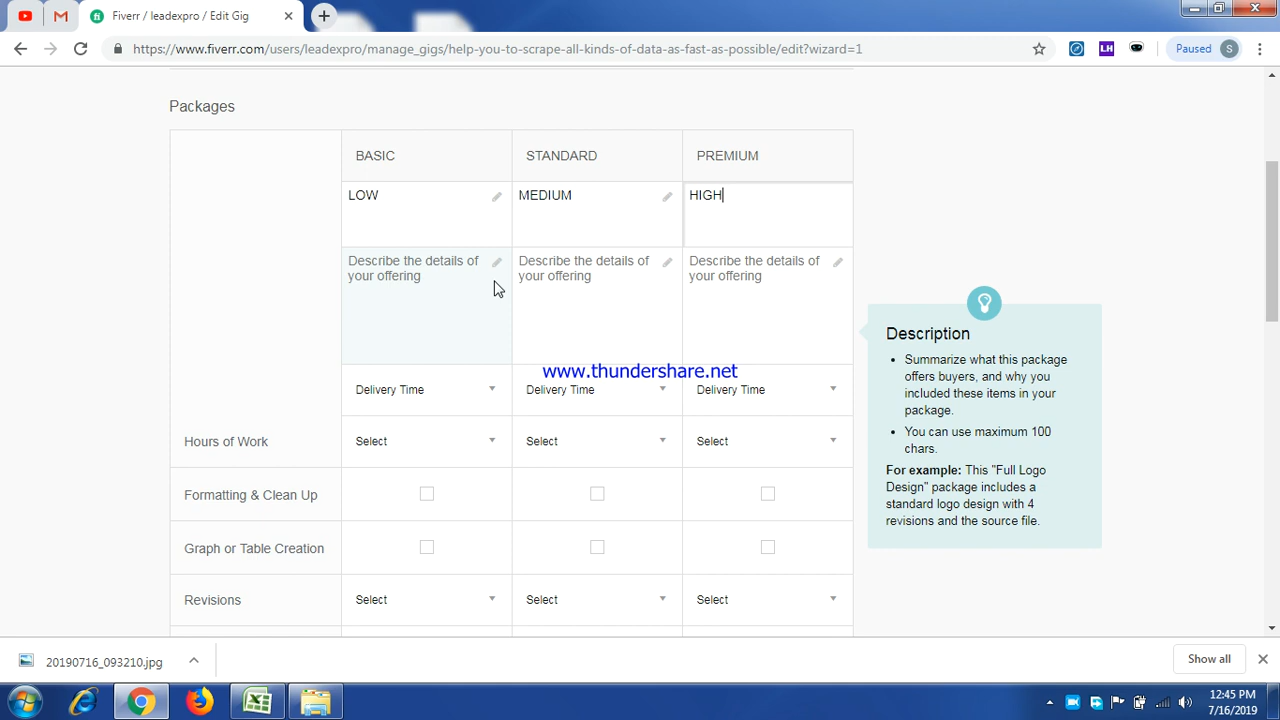 Fiverr / leadexpro / Edit Gig
https://www.fiverr.com/users/leadexpro/manage_gigs/help-you-to-scrape-all-kinds-of-data-as-fast-as-possible/edit?wizard=1
LH
Paused
S
Packages
BASIC
STANDARD
PREMIUM
LOW
MEDIUM
HIGH
Describe the details of
your offering
Describe the details of
your offering
Describe the details of
your offering
Description
Summarize what this package
offers buyers, and why you
included these items in your
package.
You can use maximum 100
chars.
For example: This "Full Logo
Design" package includes a
standard logo design with 4
revisions and the source file.
www.thundershare.net
Delivery Time
Delivery Time
Delivery Time
Hours of Work
Select
Select
Select
Formatting & Clean Up
Graph or Table Creation
Revisions
Select
Select
Select
20190716_093210.jpg
Show all
12:45 PM
7/16/2019